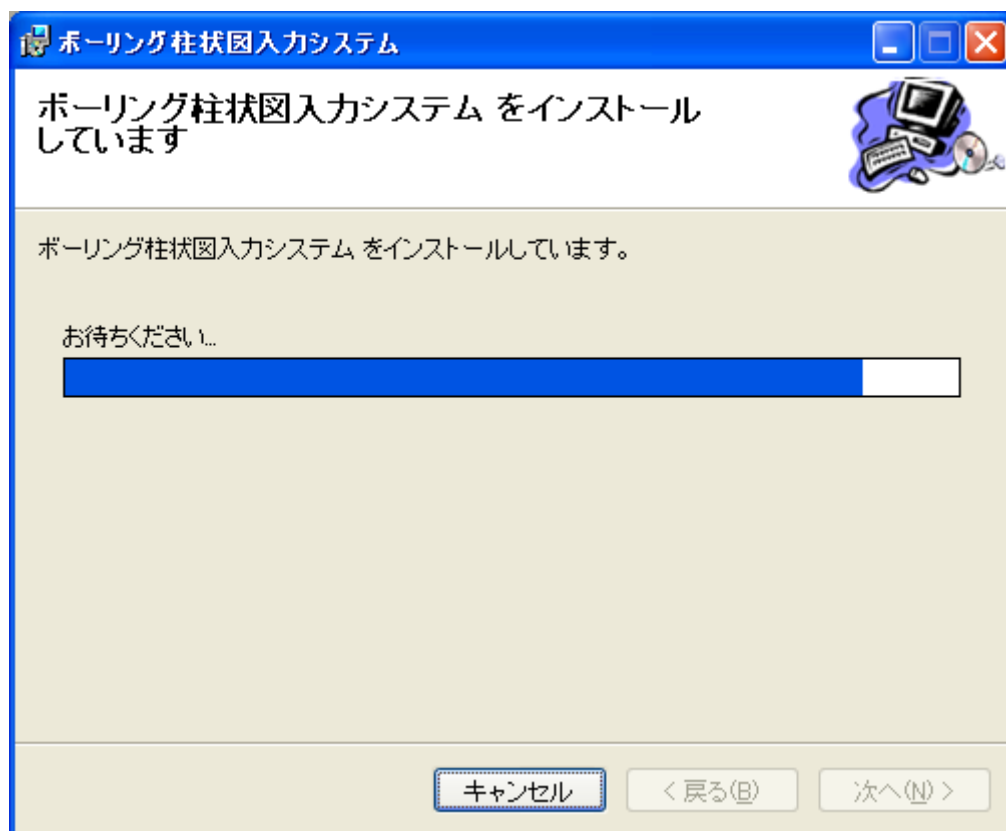 ボーリング柱状図入力システム
ボーリング柱状図入力システム をインストール
しています
ボーリング柱状図入力システム をインストールしています。
お待ちください...
キャンセル
< 戻る(B)
次へ(N) >